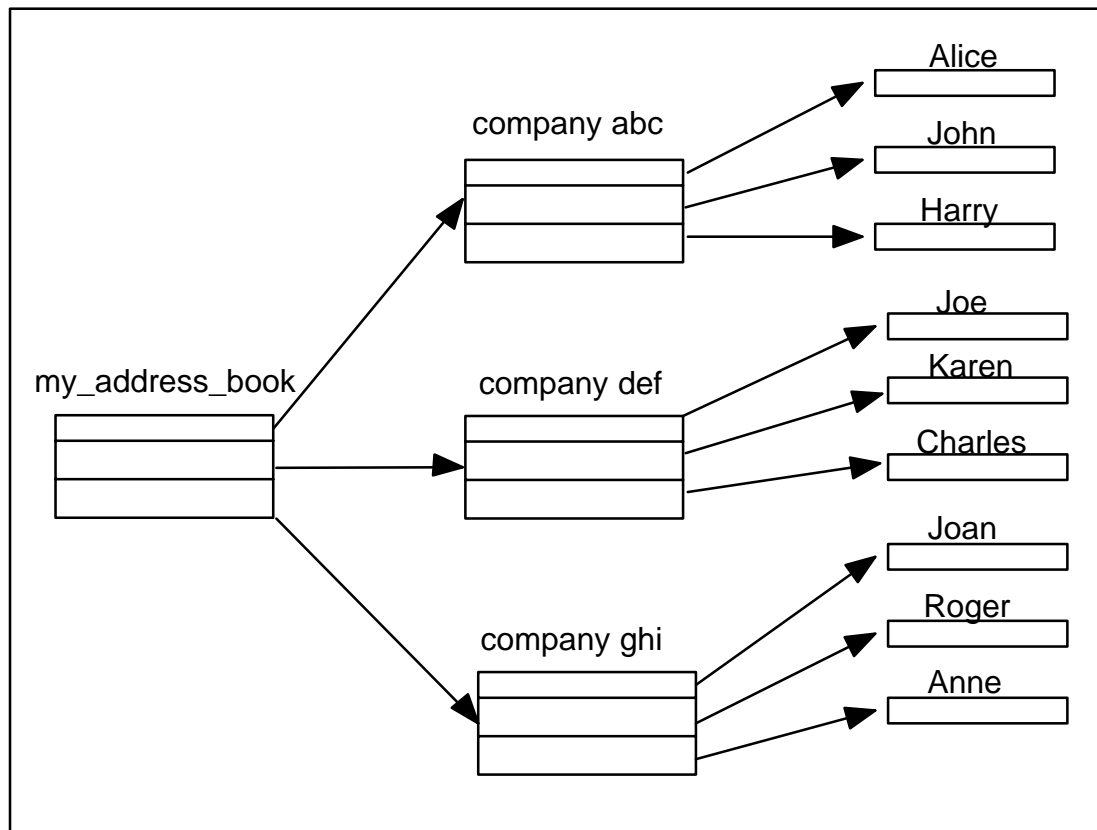 my_address_book
company abc
Alice
John
Harry
company def
Joe
Karen
Charles
company ghi
Joan
Roger
Anne